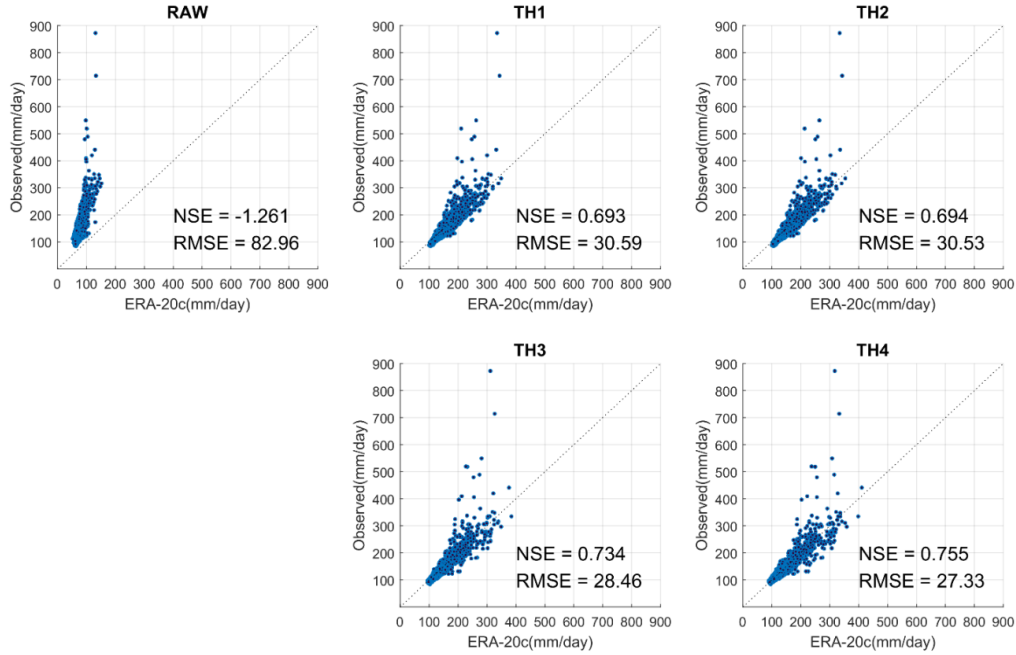 RAW
Observed(mm/day)
900
800
700
600
500
400
300
200
100
NSE = -1.261
RMSE = 82.96
0 100 200 300 400 500 600 700 800 900
ERA-20c(mm/day)
TH1
Observed(mm/day)
900
800
700
600
500
400
300
200
100
NSE = 0.693
RMSE = 30.59
0 100 200 300 400 500 600 700 800 900
ERA-20c(mm/day)
TH2
Observed(mm/day)
900
800
700
600
500
400
300
200
100
NSE = 0.694
RMSE = 30.53
0 100 200 300 400 500 600 700 800 900
ERA-20c(mm/day)
TH3
Observed(mm/day)
900
800
700
600
500
400
300
200
100
NSE = 0.734
RMSE = 28.46
0 100 200 300 400 500 600 700 800 900
ERA-20c(mm/day)
TH4
Observed(mm/day)
900
800
700
600
500
400
300
200
100
NSE = 0.755
RMSE = 27.33
0 100 200 300 400 500 600 700 800 900
ERA-20c(mm/day)